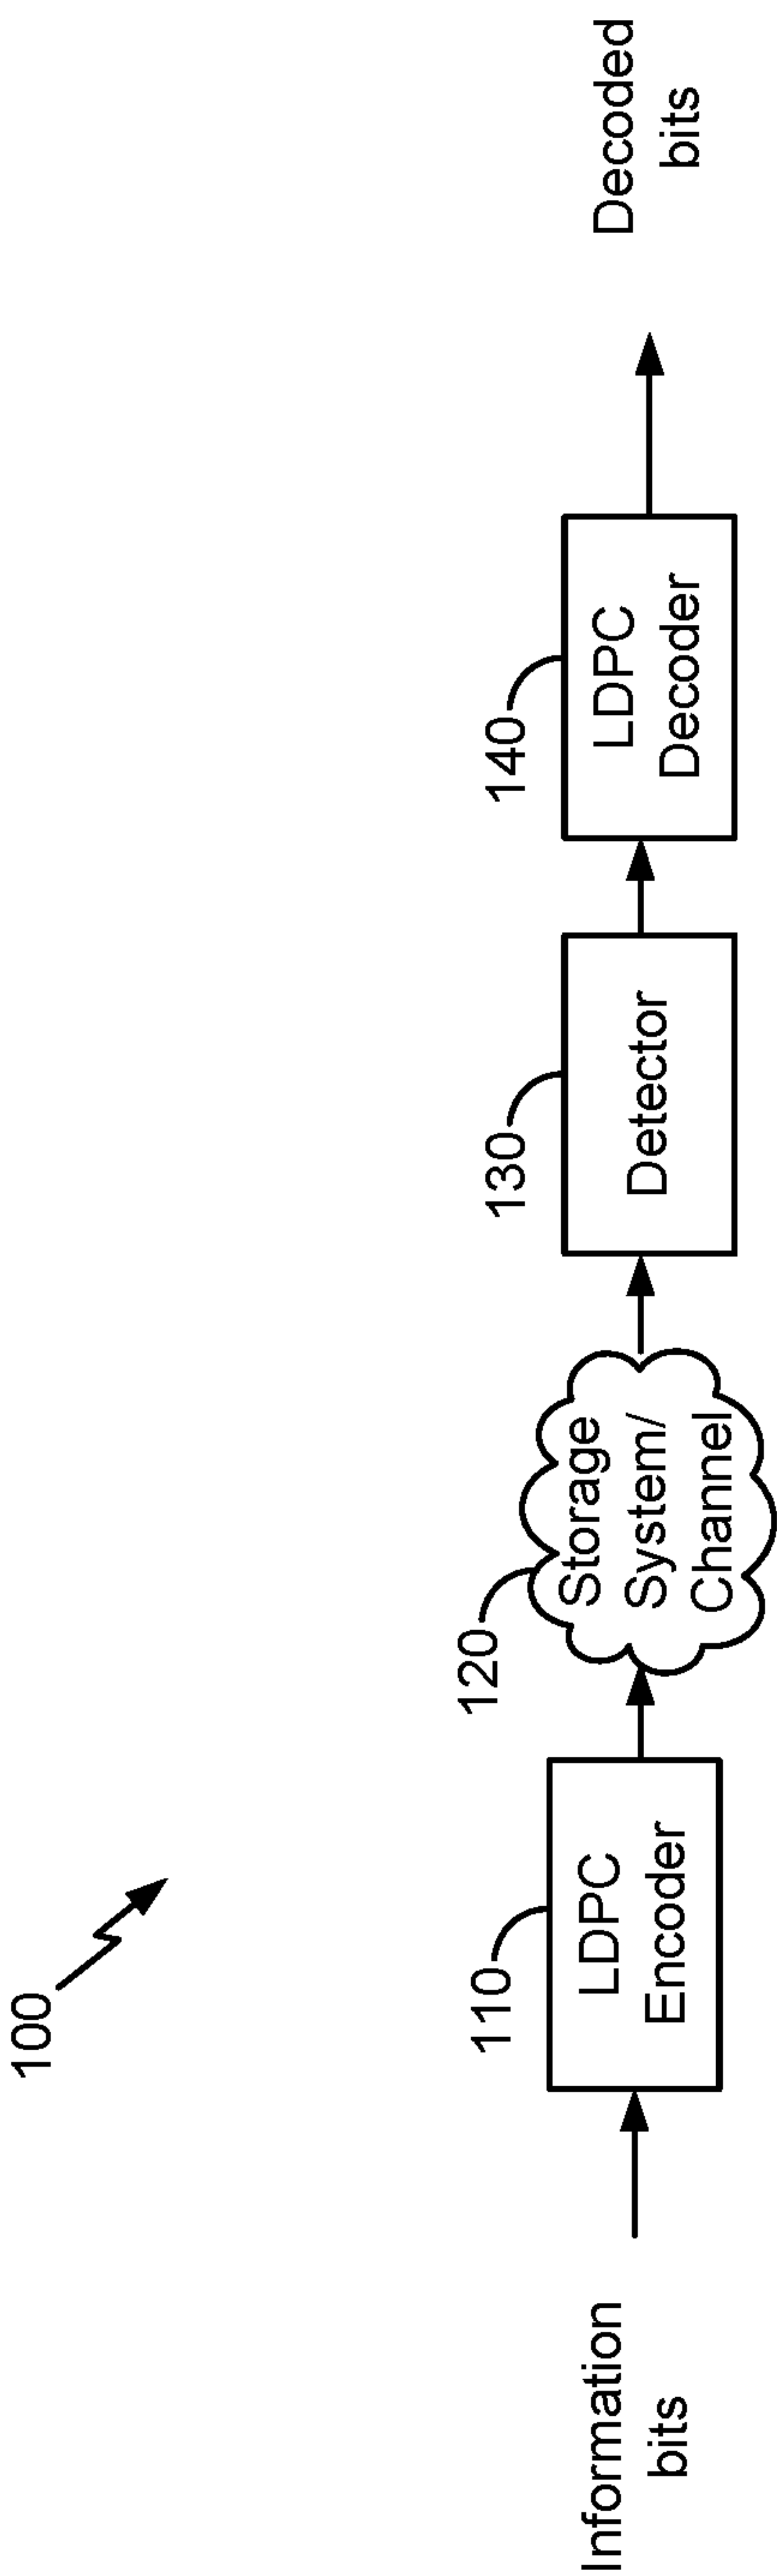 100
Information
bits
110
LDPC
Encoder
120
Storage
System/
Channel
130
Detector
140
LDPC
Decoder
Decoded
bits